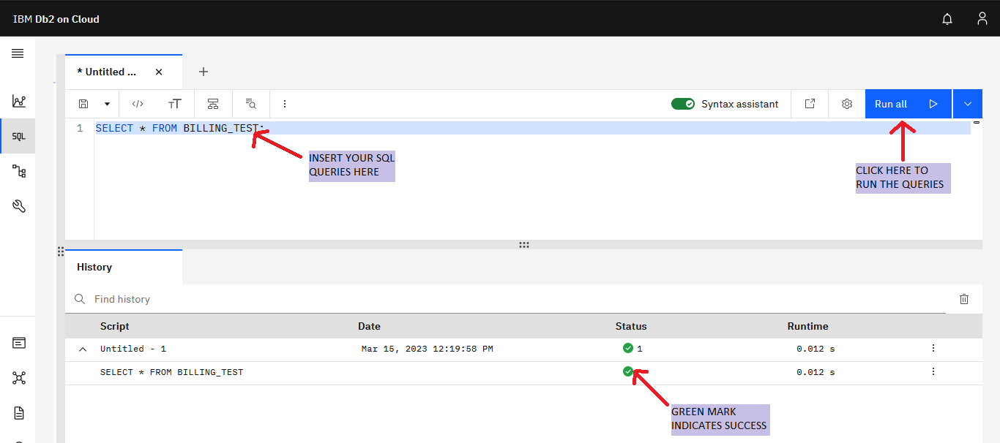 IBM Db2 on Cloud
* Untitled ...
Syntax assistant
Run all
1
SELECT * FROM BILLING_TEST;
SQL
INSERT YOUR SQL
QUERIES HERE
CLICK HERE TO
RUN THE QUERIES
History
Find history
Script Date Status Runtime
Untitled - 1 Mar 15, 2023 12:19:58 PM 1 0.012 s
SELECT * FROM BILLING_TEST 0.012 s
GREEN MARK
INDICATES SUCCESS